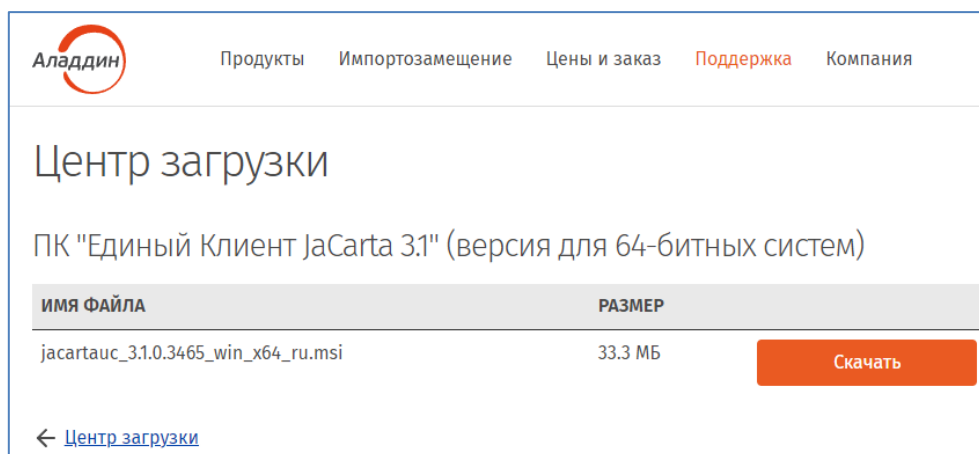 Аладдин
Продукты Импортозамещение Цены и заказ Поддержка Компания
Центр загрузки
ПК "Единый Клиент JaCarta 3.1" (версия для 64-битных систем)
ИМЯ ФАЙЛА РАЗМЕР
jacartauc_3.1.0.3465_win_x64_ru.msi 33.3 МБ Скачать
← Центр загрузки